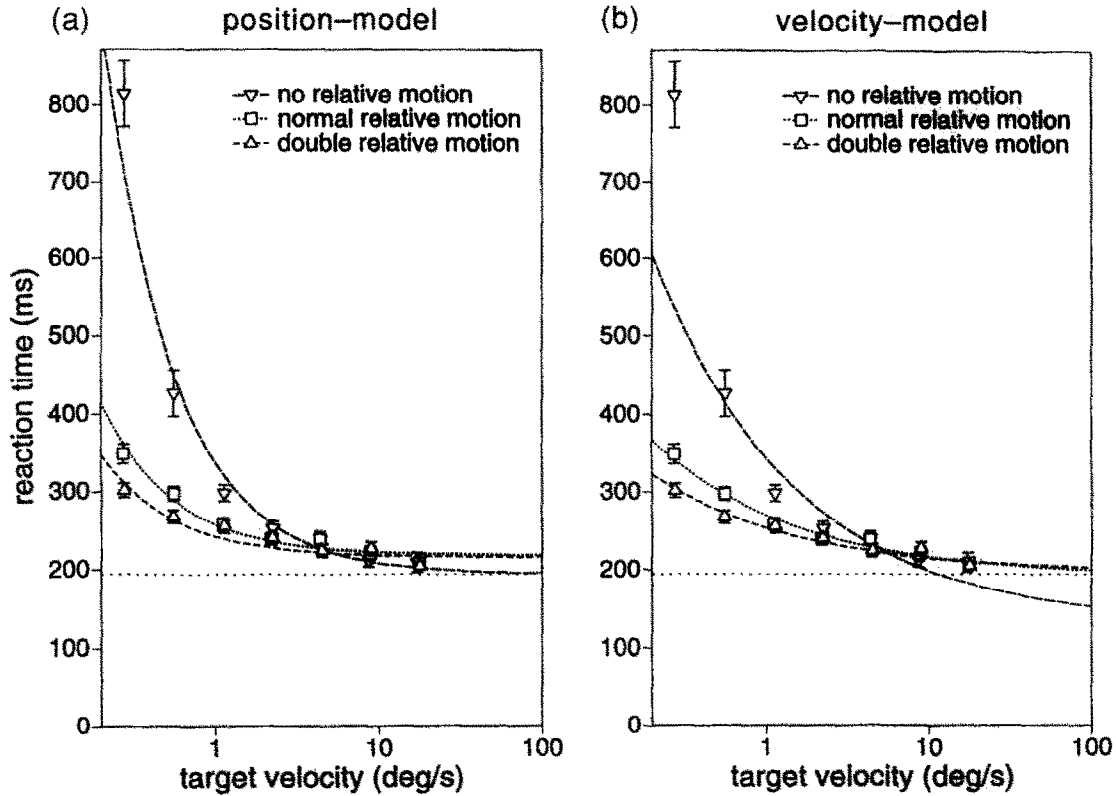 (a)
position–model
no relative motion
normal relative motion
double relative motion
800
700
600
500
400
300
200
100
0
1
10
100
reaction time (ms)
target velocity (deg/s)
(b)
velocity–model
no relative motion
normal relative motion
double relative motion
800
700
600
500
400
300
200
100
0
1
10
100
target velocity (deg/s)